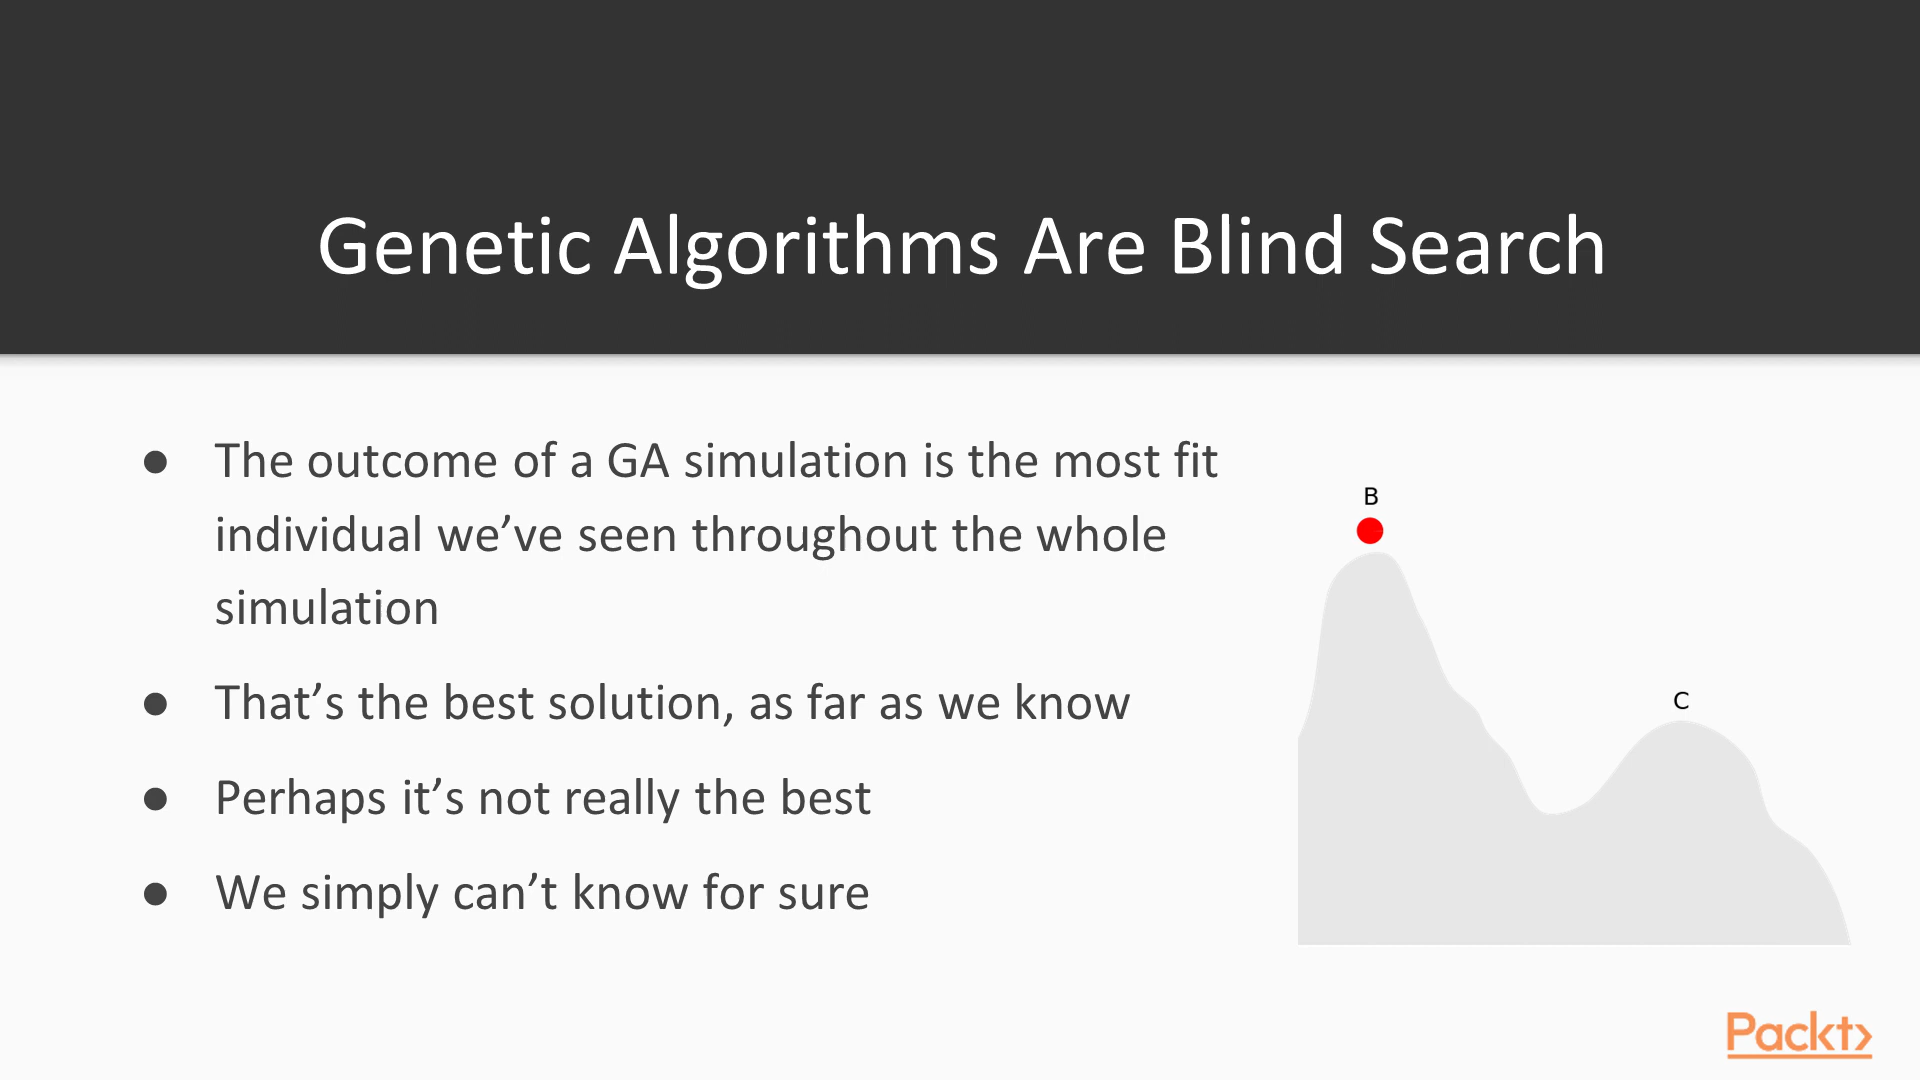 Genetic Algorithms Are Blind Search
● The outcome of a GA simulation is the most fit
individual we’ve seen throughout the whole
simulation
● That’s the best solution, as far as we know
● Perhaps it’s not really the best
● We simply can’t know for sure
B
C
Packt>